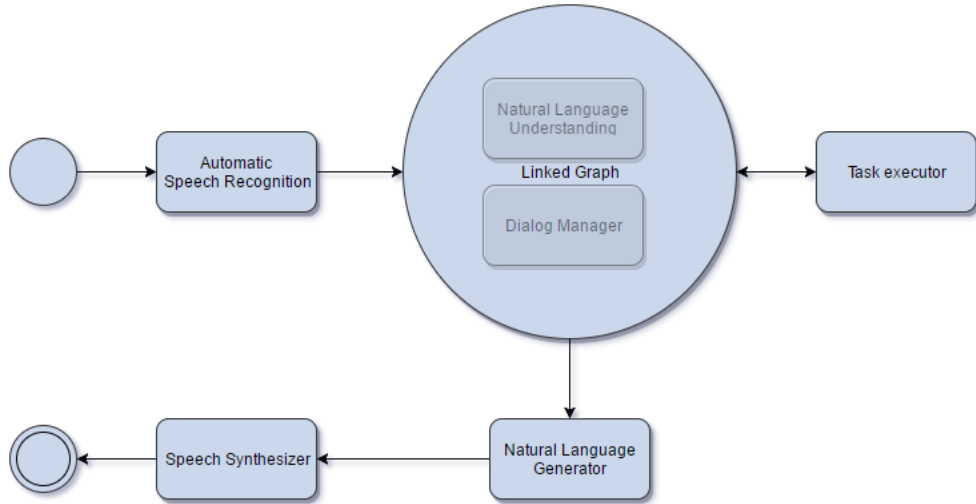 Natural Language
Understanding
Automatic
Speech Recognition
Linked Graph
Task executor
Dialog Manager
Speech Synthesizer
Natural Language
Generator